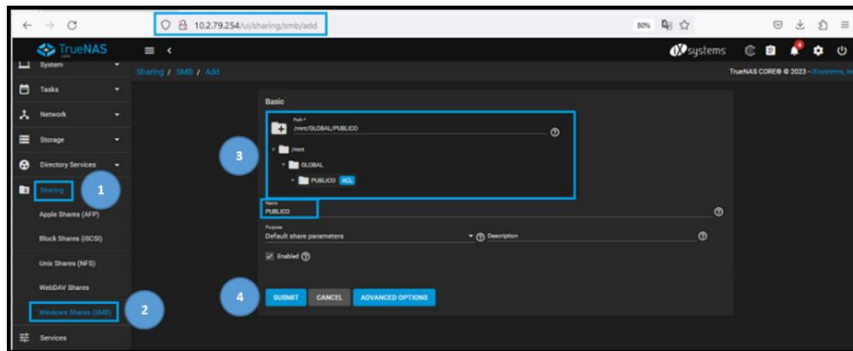 10.2.79.254/ui/sharing/smb/add
80%
TrueNAS
CORE
iXsystems
System
Sharing / SMB / Add
TrueNAS CORE® © 2023 - iXsystems, In
Tasks
Network
Storage
Directory Services
Sharing
1
Apple Shares (AFP)
Block Shares (iSCSI)
Unix Shares (NFS)
WebDAV Shares
Windows Shares (SMB)
2
Services
Basic
Path *
/mnt/GLOBAL/PUBLICO
3
/mnt
GLOBAL
PUBLICO ACL
Name
PUBLICO
Purpose
Default share parameters
Description
Enabled
4
SUBMIT CANCEL ADVANCED OPTIONS